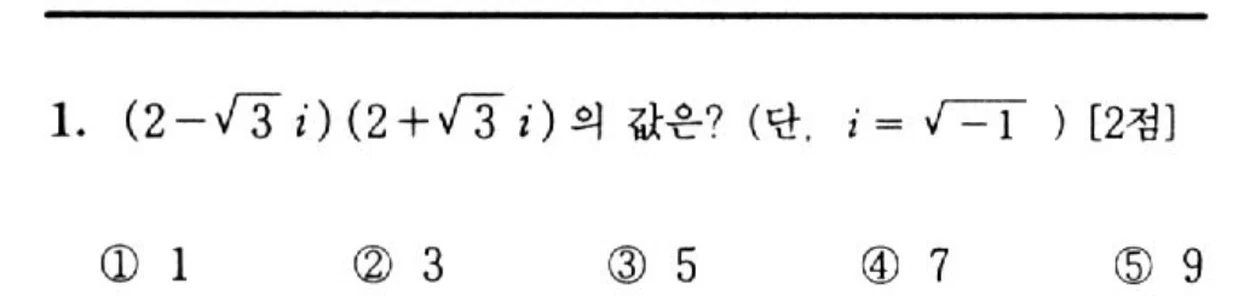 1. (2-√3 i)(2+√3 i)의 값은? (단, i = √-1 ) [2점]
① 1 ② 3 ③ 5 ④ 7 ⑤ 9